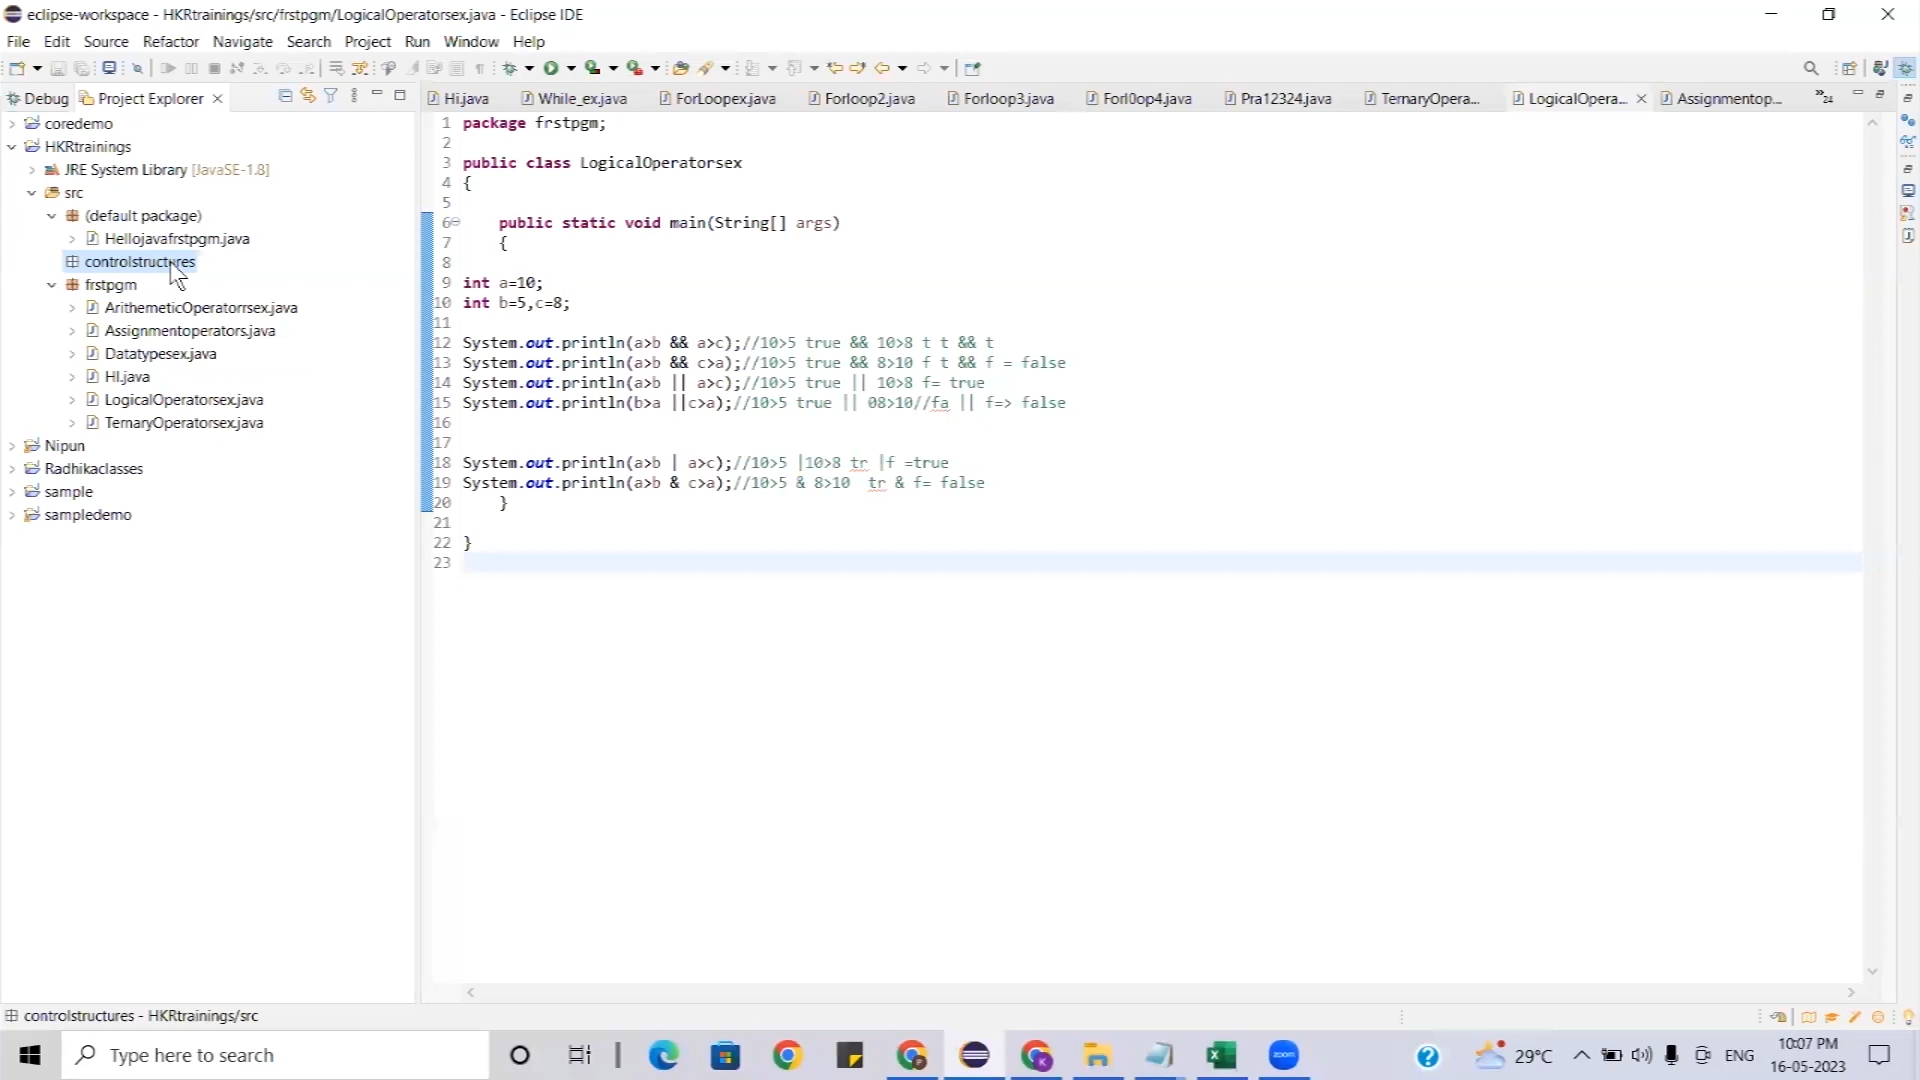 eclipse-workspace - HKRtrainings/src/frstpgm/LogicalOperatorsex.java - Eclipse IDE
File Edit Source Refactor Navigate Search Project Run Window Help
Debug Project Explorer
Hi.java While_ex.java ForLoopex.java Forloop2.java Forloop3.java Forl0op4.java Pra12324.java TernaryOpera... LogicalOpera... Assignmentop... 24
coredemo
HKRtrainings
JRE System Library [JavaSE-1.8]
src
(default package)
Hellojavafrstpgm.java
controlstructures
frstpgm
ArithemeticOperatorrsex.java
Assignmentoperators.java
Datatypesex.java
HI.java
LogicalOperatorsex.java
TernaryOperatorsex.java
Nipun
Radhikaclasses
sample
sampledemo
1 package frstpgm;
2
3 public class LogicalOperatorsex
4 {
5
6 public static void main(String[] args)
7 {
8
9 int a=10;
10 int b=5,c=8;
11
12 System.out.println(a>b && a>c);//10>5 true && 10>8 t t && t
13 System.out.println(a>b && c>a);//10>5 true && 8>10 f t && f = false
14 System.out.println(a>b || a>c);//10>5 true || 10>8 f= true
15 System.out.println(b>a ||c>a);//10>5 true || 08>10//fa || f=> false
16
17
18 System.out.println(a>b | a>c);//10>5 |10>8 tr |f =true
19 System.out.println(a>b & c>a);//10>5 & 8>10 tr & f= false
20 }
21
22 }
23
controlstructures - HKRtrainings/src
Type here to search
zoom
29°C
ENG
10:07 PM
16-05-2023